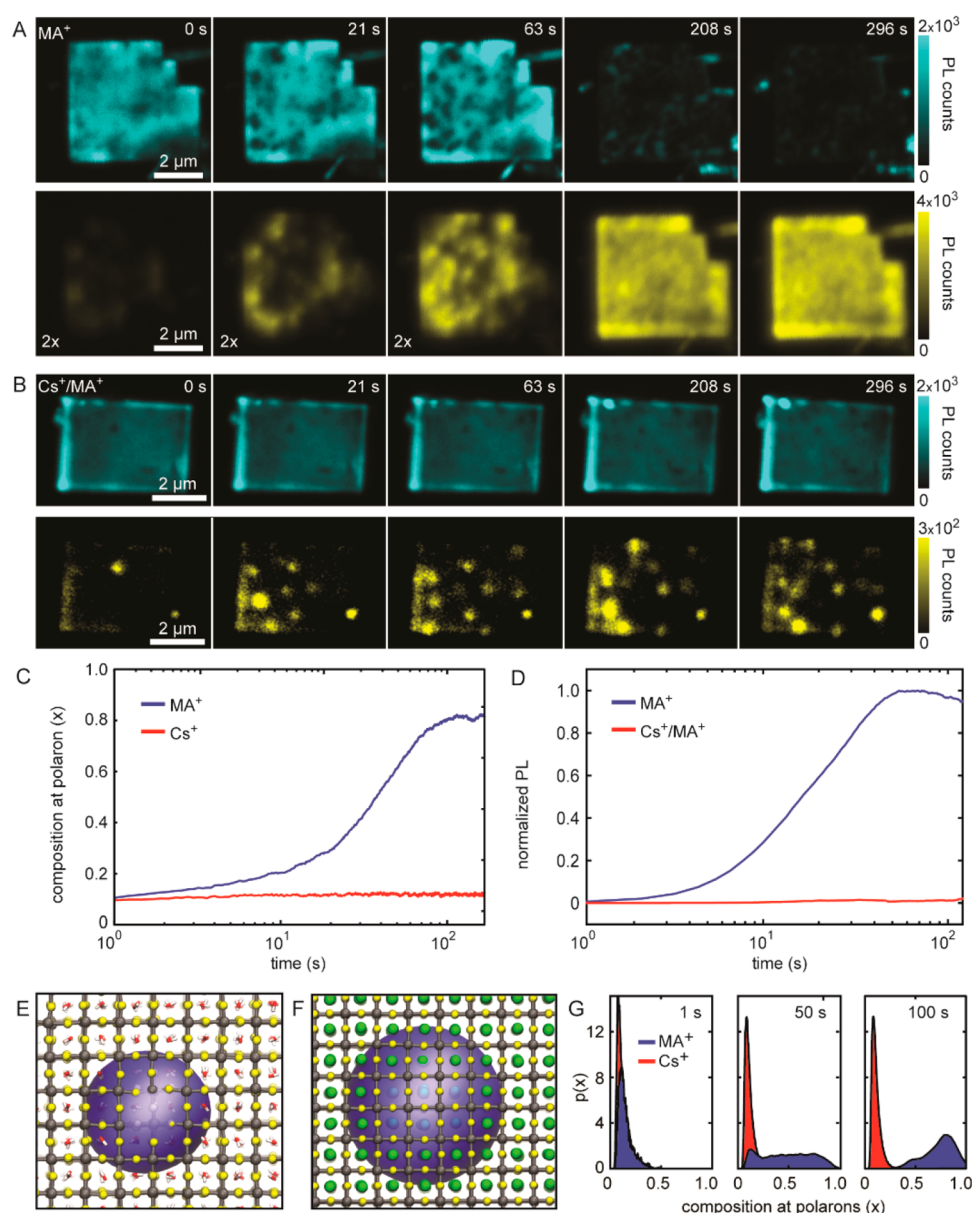 A
MA+ 0 s 21 s 63 s 208 s 296 s
2 μm
2x10³
PL counts
0
2x 2x 2x
2 μm
4x10³
PL counts
0
B
Cs+/MA+ 0 s 21 s 63 s 208 s 296 s
2 μm
2x10³
PL counts
0
2 μm
3x10²
PL counts
0
C
composition at polaron (x)
1.0
0.8
0.6
0.4
0.2
0
MA+
Cs+
10⁰ 10¹ 10²
time (s)
D
normalized PL
1.0
0.8
0.6
0.4
0.2
0
MA+
Cs+/MA+
10⁰ 10¹ 10²
time (s)
E
F
G
p(x)
12
8
4
0
1 s 50 s 100 s
MA+
Cs+
0 0.5 1.0 0 0.5 1.0 0 0.5 1.0
composition at polarons (x)